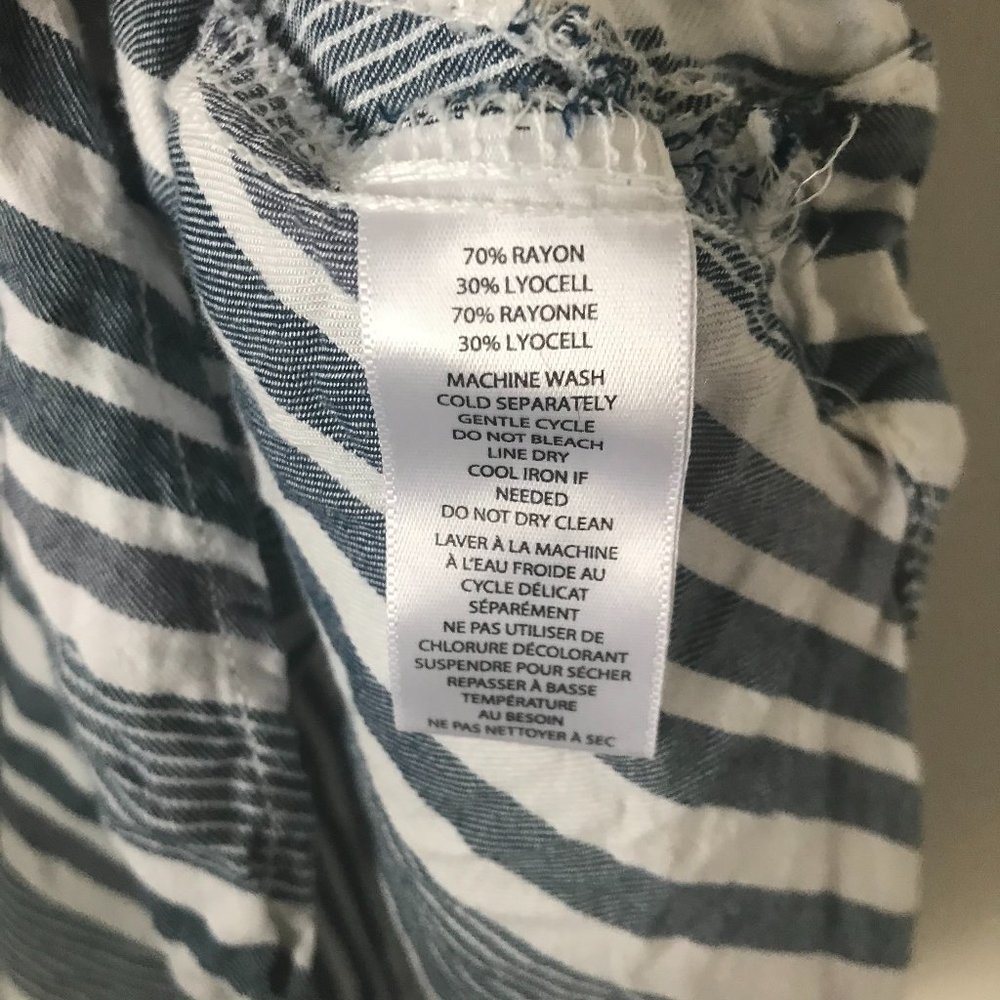 70% RAYON
30% LYOCELL
70% RAYONNE
30% LYOCELL
MACHINE WASH
COLD SEPARATELY
GENTLE CYCLE
DO NOT BLEACH
LINE DRY
COOL IRON IF
NEEDED
DO NOT DRY CLEAN
LAVER À LA MACHINE
À L'EAU FROIDE AU
CYCLE DÉLICAT
SÉPARÉMENT
NE PAS UTILISER DE
CHLORURE DÉCOLORANT
SUSPENDRE POUR SÉCHER
REPASSER À BASSE
TEMPÉRATURE
AU BESOIN
NE PAS NETTOYER À SEC